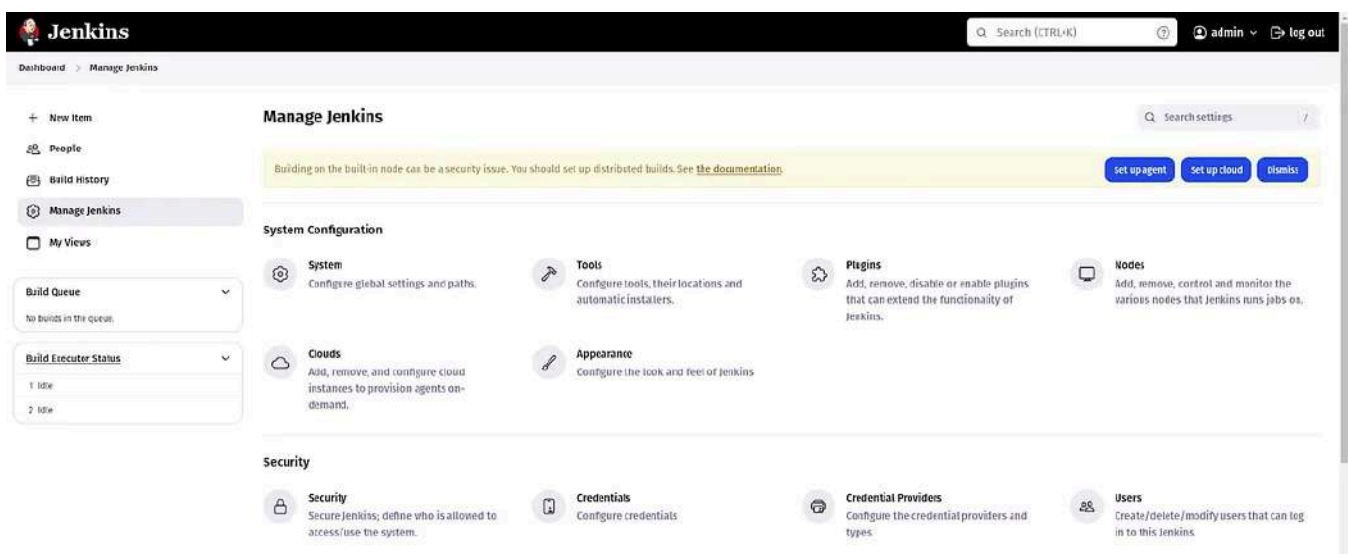 Jenkins
Search (CTRL+K)
admin
log out
Dashboard > Manage Jenkins
New Item
People
Build History
Manage Jenkins
My Views
Build Queue
No builds in the queue.
Build Executor Status
1 Idle
2 Idle
Manage Jenkins
Search settings
/
Building on the built-in node can be a security issue. You should set up distributed builds. See the documentation.
Set up agent
Set up cloud
Dismiss
System Configuration
System
Configure global settings and paths.
Tools
Configure tools, their locations and
automatic installers.
Plugins
Add, remove, disable or enable plugins
that can extend the functionality of
Jenkins.
Nodes
Add, remove, control and monitor the
various nodes that Jenkins runs jobs on.
Clouds
Add, remove, and configure cloud
instances to provision agents on-
demand.
Appearance
Configure the look and feel of Jenkins
Security
Security
Secure Jenkins; define who is allowed to
access/use the system.
Credentials
Configure credentials
Credential Providers
Configure the credential providers and
types
Users
Create/delete/modify users that can log
in to this Jenkins